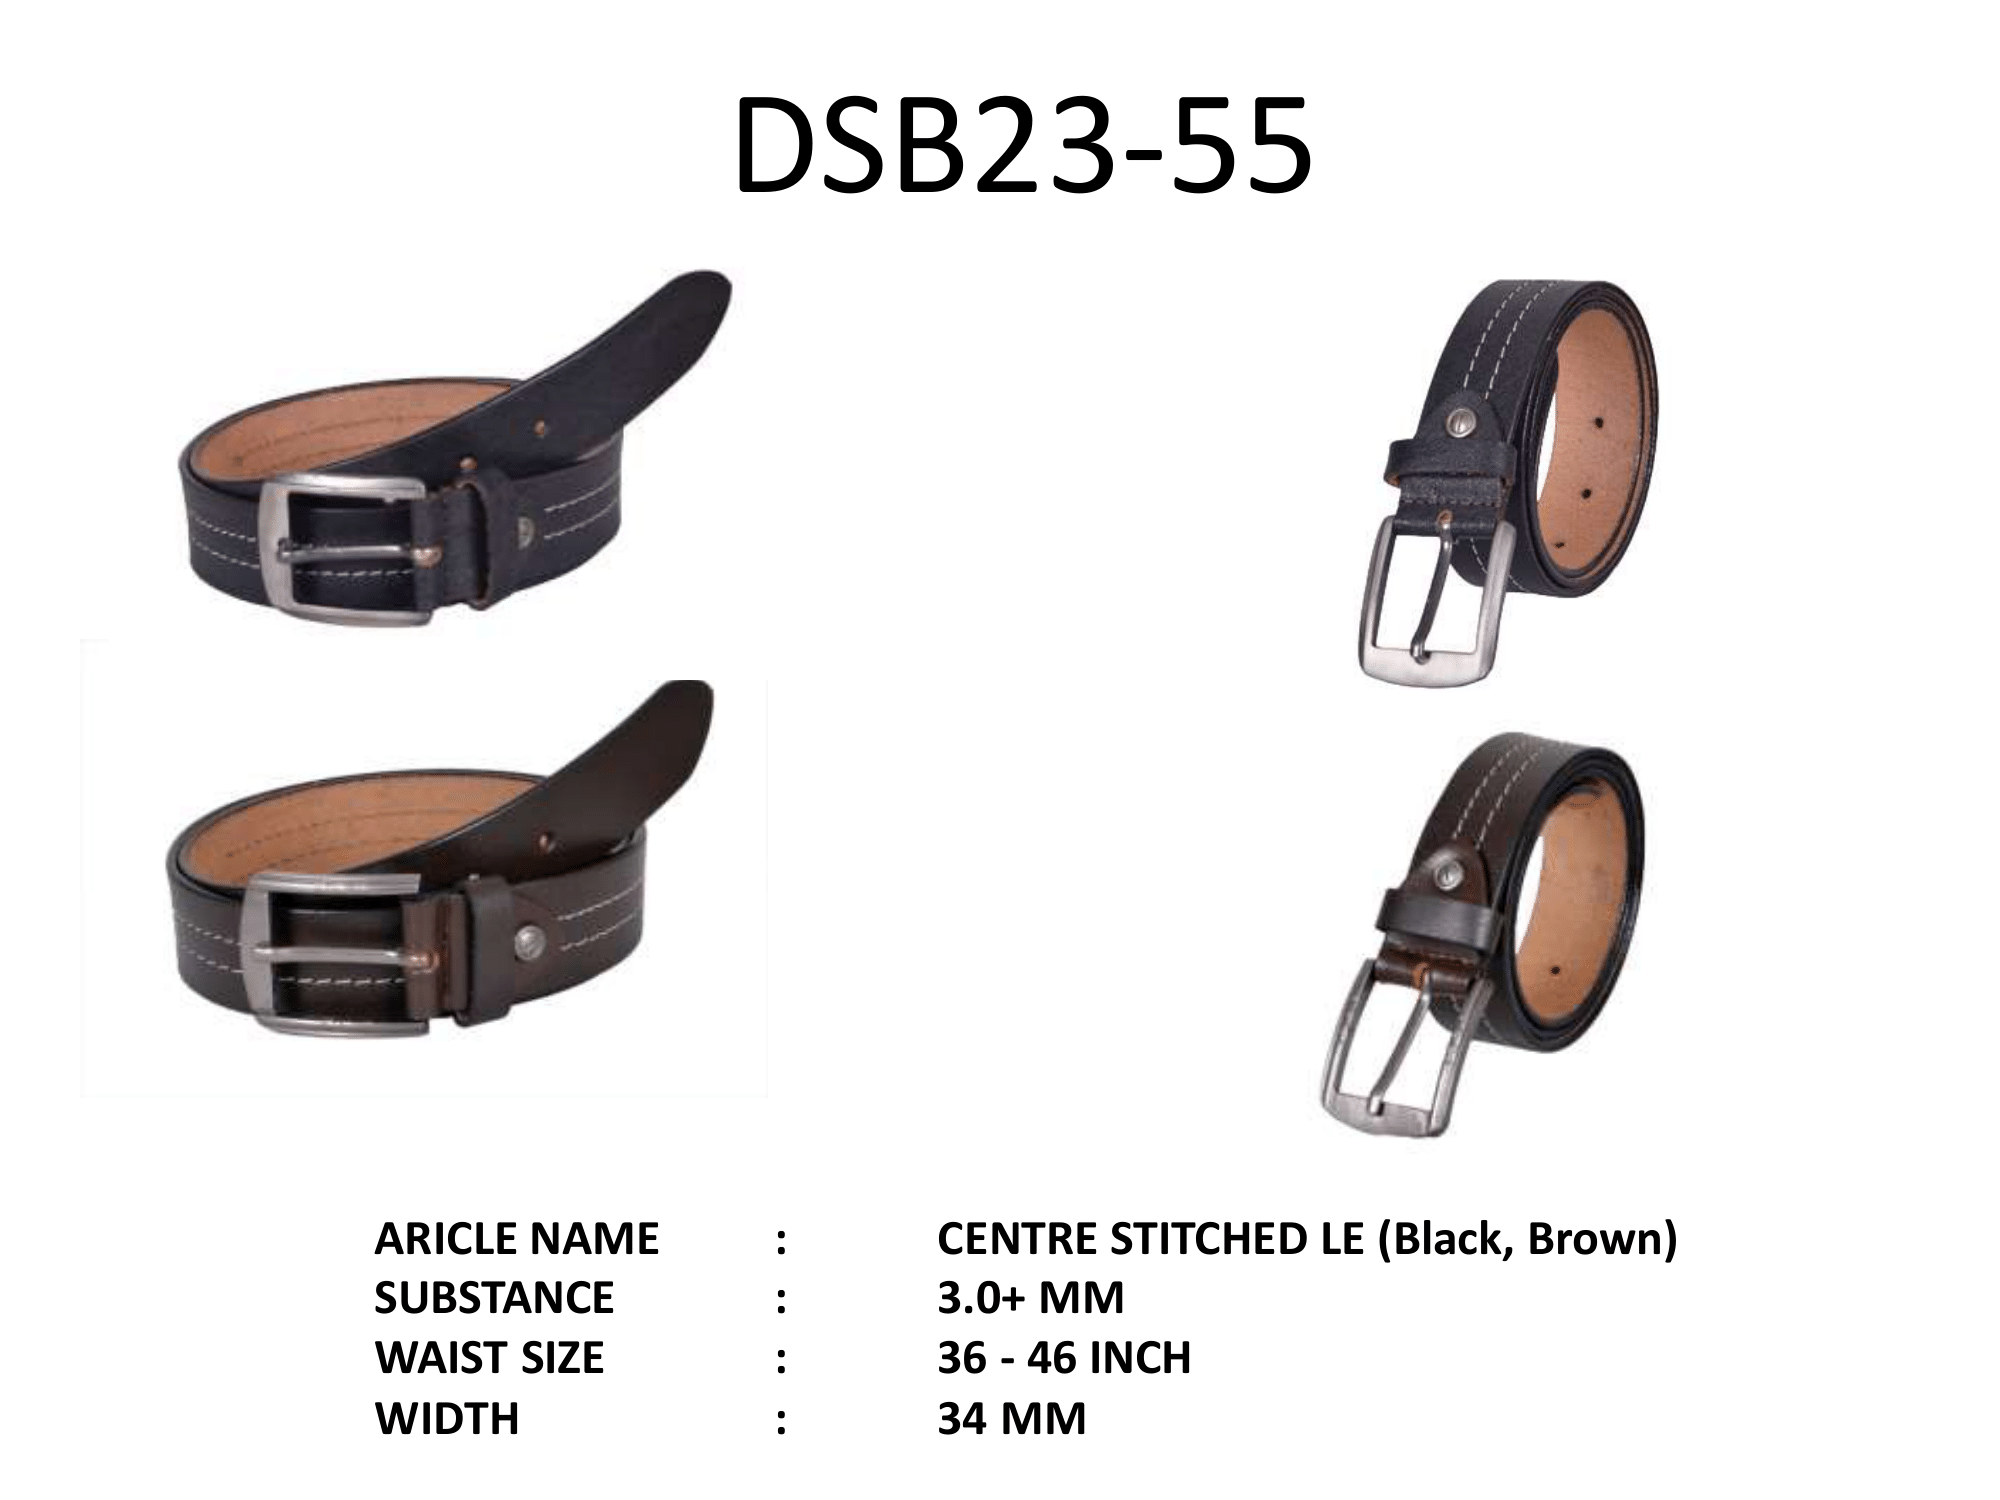 DSB23-55
ARICLE NAME : CENTRE STITCHED LE (Black, Brown)
SUBSTANCE : 3.0+ MM
WAIST SIZE : 36 - 46 INCH
WIDTH : 34 MM